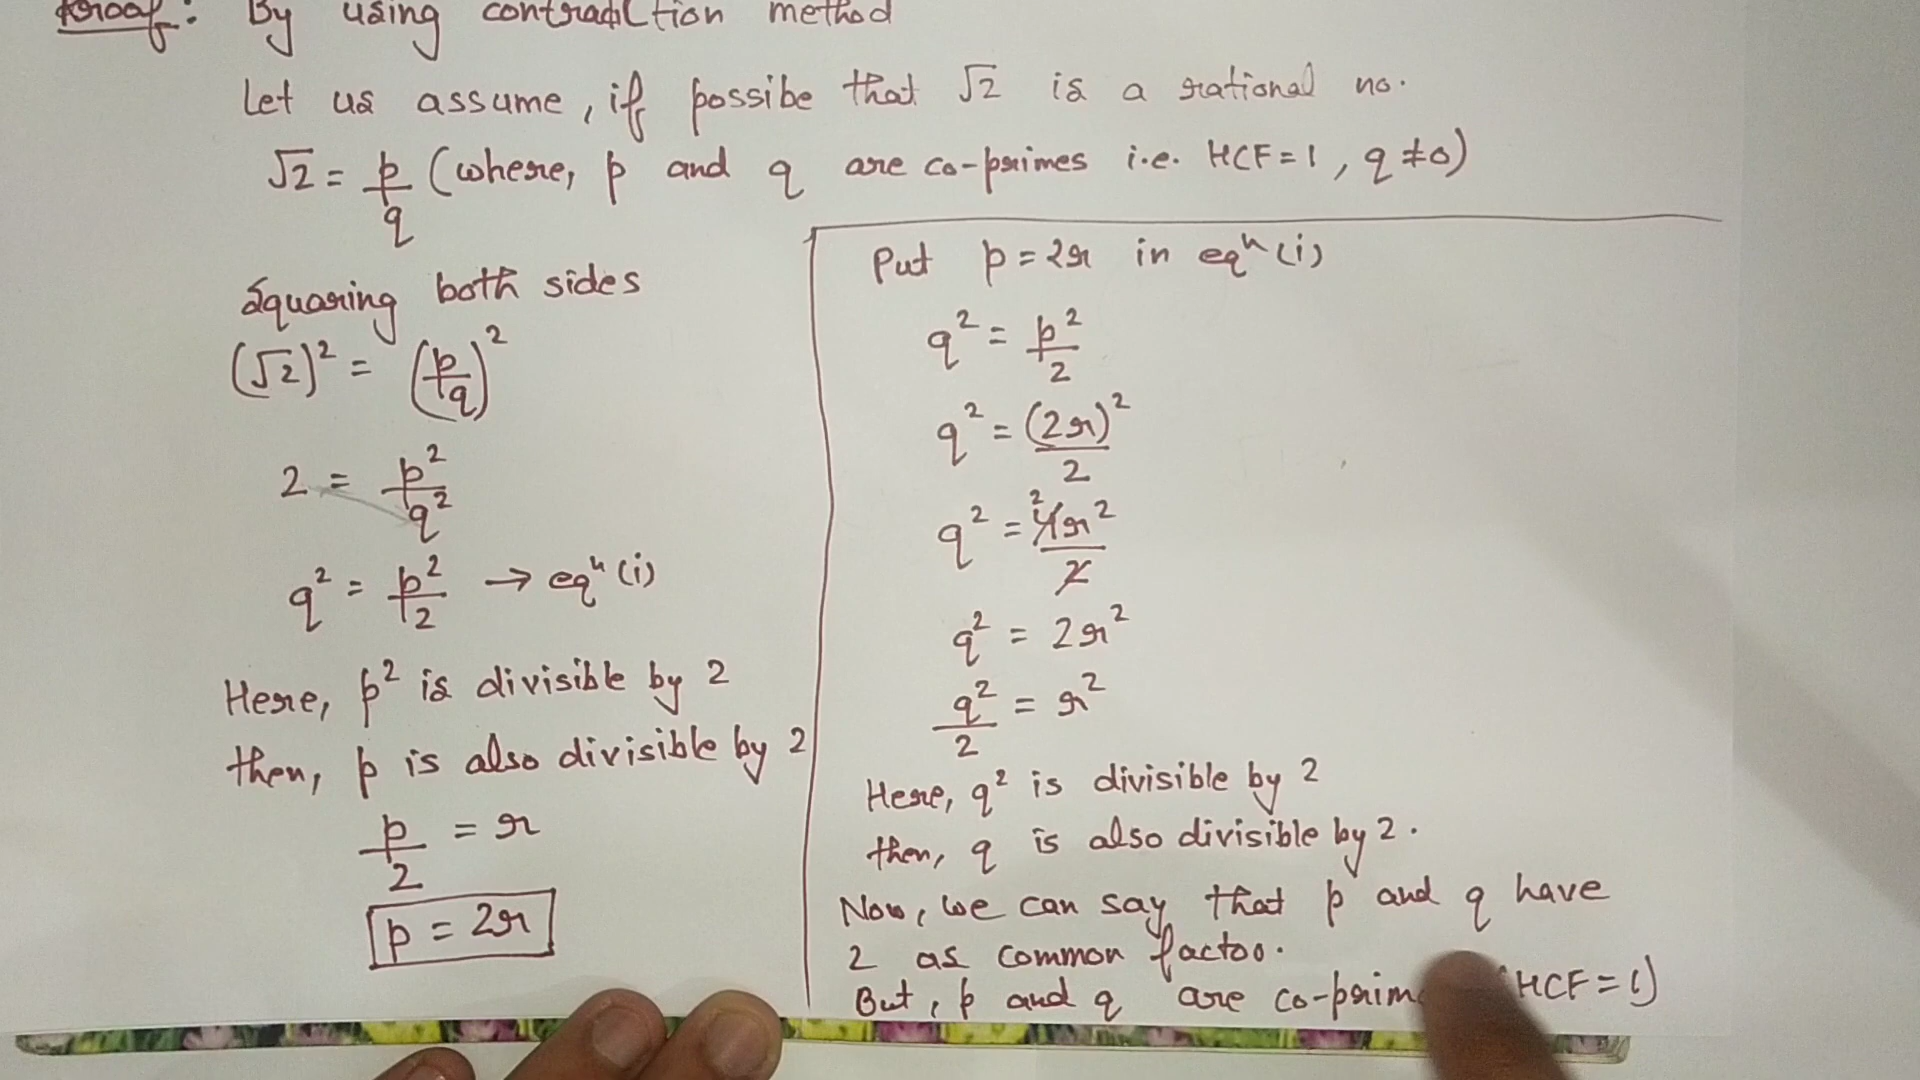 Proof: By using contradiction method
Let us assume, if possibe that √2 is a rational no.
√2 = p/q (where, p and q are co-primes i.e. HCF=1, q≠0)
Squaring both sides
(√2)² = (p/q)²
2 = p²/q²
q² = p²/2 → eqⁿ (i)
Here, p² is divisible by 2
then, p is also divisible by 2
p/2 = r
p = 2r
Put p = 2r in eqⁿ (i)
q² = p²/2
q² = (2r)²/2
q² = ²4r²/2
q² = 2r²
q²/2 = r²
Here, q² is divisible by 2
then, q is also divisible by 2.
Now, we can say that p and q have
2 as common factor.
But, p and q are HCF=1)